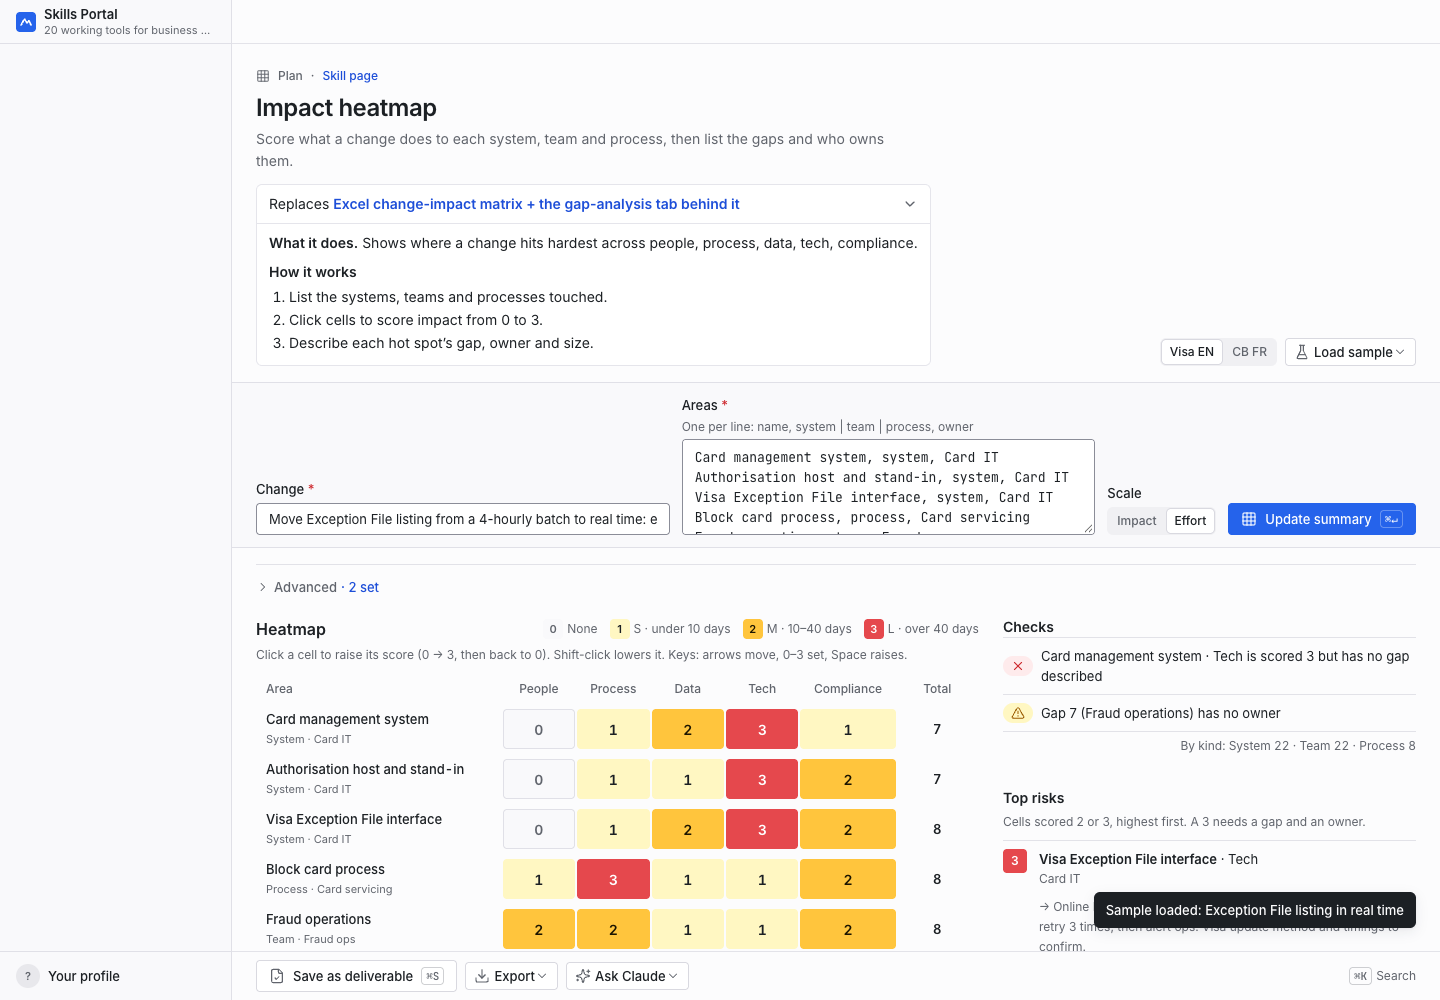 Skills Portal
20 working tools for business ...
Plan · Skill page
Impact heatmap
Score what a change does to each system, team and process, then list the gaps and who owns
them.
Replaces Excel change-impact matrix + the gap-analysis tab behind it
What it does. Shows where a change hits hardest across people, process, data, tech, compliance.
How it works
1. List the systems, teams and processes touched.
2. Click cells to score impact from 0 to 3.
3. Describe each hot spot's gap, owner and size.
Visa EN CB FR Load sample
Change *
Move Exception File listing from a 4-hourly batch to real time: e
Areas *
One per line: name, system | team | process, owner
Card management system, system, Card IT
Authorisation host and stand-in, system, Card IT
Visa Exception File interface, system, Card IT
Block card process, process, Card servicing
Scale
Impact Effort
Update summary ⌘↵
Advanced · 2 set
Heatmap
0 None 1 S · under 10 days 2 M · 10–40 days 3 L · over 40 days
Click a cell to raise its score (0 → 3, then back to 0). Shift-click lowers it. Keys: arrows move, 0–3 set, Space raises.
Area People Process Data Tech Compliance Total
Card management system
System · Card IT
0 1 2 3 1 7
Authorisation host and stand-in
System · Card IT
0 1 1 3 2 7
Visa Exception File interface
System · Card IT
0 1 2 3 2 8
Block card process
Process · Card servicing
1 3 1 1 2 8
Fraud operations
Team · Fraud ops
2 2 1 1 2 8
Checks
Card management system · Tech is scored 3 but has no gap
described
Gap 7 (Fraud operations) has no owner
By kind: System 22 · Team 22 · Process 8
Top risks
Cells scored 2 or 3, highest first. A 3 needs a gap and an owner.
3 Visa Exception File interface · Tech
Card IT
→ Online
retry 3 times, then alert ops. Visa update method and timings to
confirm.
Sample loaded: Exception File listing in real time
? Your profile
Save as deliverable ⌘S
Export
Ask Claude
⌘K Search